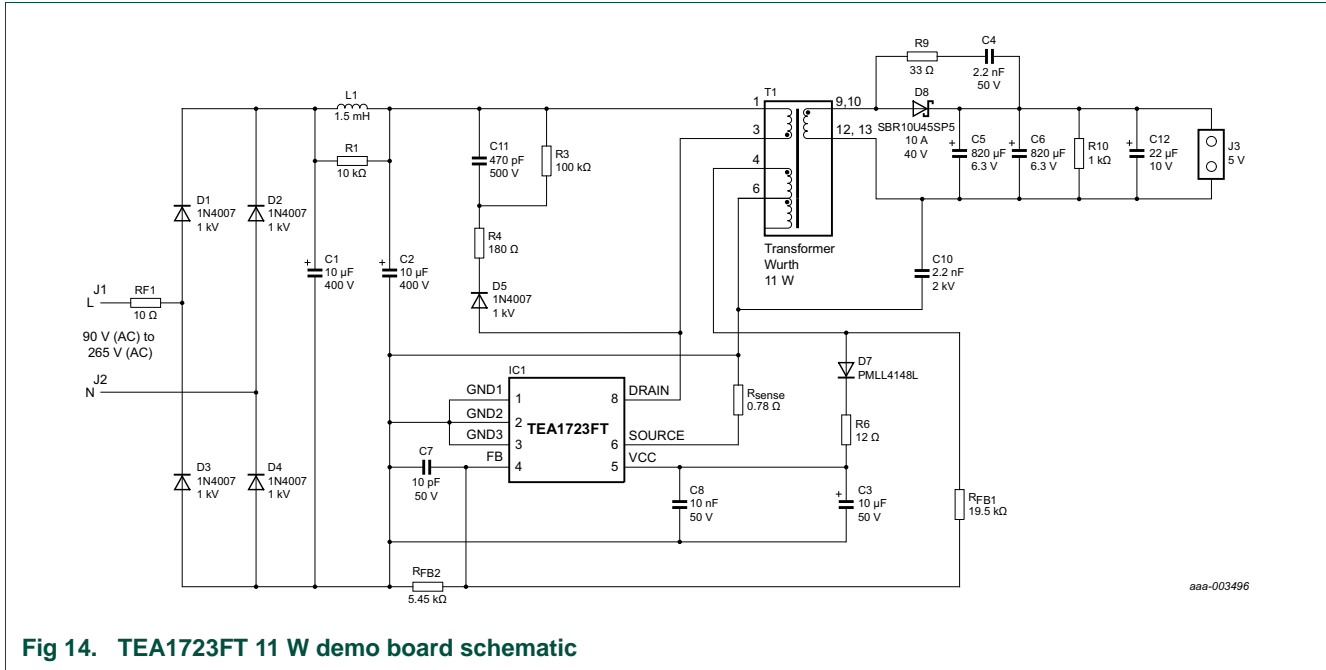 R9
33 Ω
C4
2.2 nF
50 V
L1
1.5 mH
T1
1
9,10
D8
SBR10U45SP5
10 A
40 V
3
12, 13
R1
10 kΩ
C11
470 pF
500 V
R3
100 kΩ
4
6
+
C5
820 µF
6.3 V
+
C6
820 µF
6.3 V
R10
1 kΩ
+
C12
22 µF
10 V
J3
5 V
D1
1N4007
1 kV
D2
1N4007
1 kV
R4
180 Ω
Transformer
Wurth
11 W
+
C1
10 µF
400 V
+
C2
10 µF
400 V
C10
2.2 nF
2 kV
D5
1N4007
1 kV
J1
L
RF1
10 Ω
90 V (AC) to
265 V (AC)
J2
N
IC1
GND1
1
GND2
2
GND3
3
FB
4
TEA1723FT
8
DRAIN
6
SOURCE
5
VCC
Rsense
0.78 Ω
D7
PMLL4148L
R6
12 Ω
C7
10 pF
50 V
D3
1N4007
1 kV
D4
1N4007
1 kV
C8
10 nF
50 V
+
C3
10 µF
50 V
RFB1
19.5 kΩ
RFB2
5.45 kΩ
aaa-003496
Fig 14. TEA1723FT 11 W demo board schematic